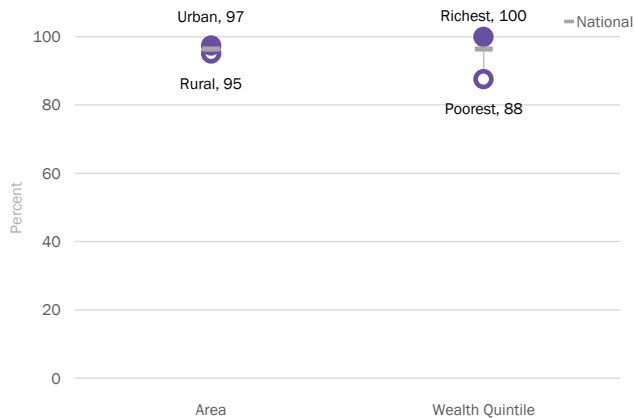 Urban, 97
Richest, 100
National
100
Rural, 95
Poorest, 88
80
60
Percent
40
20
0
Area
Wealth Quintile